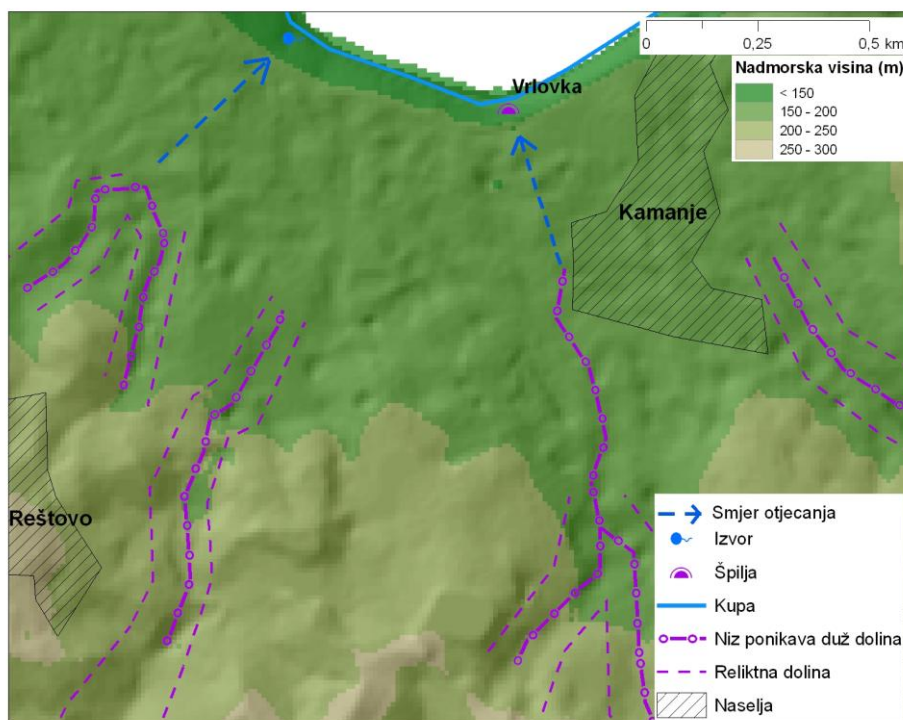 0 0,25 0,5 km
Nadmorska visina (m)
< 150
150 - 200
200 - 250
250 - 300
Vrlovka
Kamanje
Reštovo
Smjer otjecanja
Izvor
Špilja
Kupa
Niz ponikava duž dolina
Reliktna dolina
Naselja